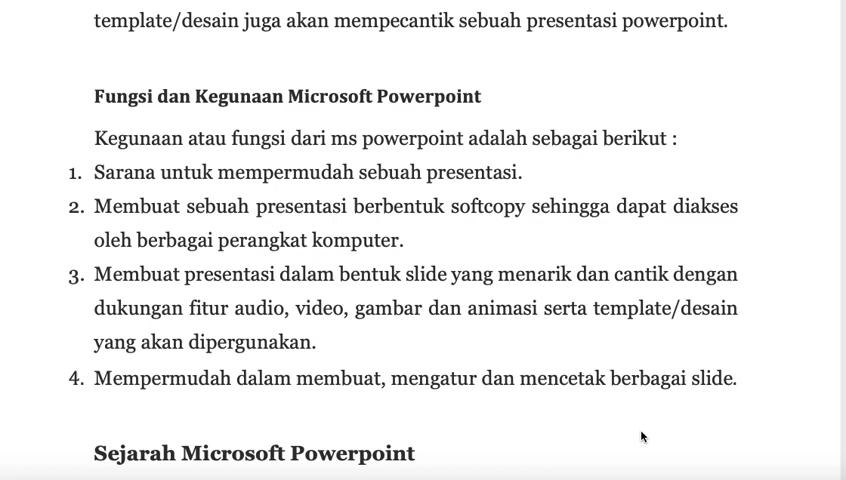 template/desain juga akan mempecantik sebuah presentasi powerpoint.
Fungsi dan Kegunaan Microsoft Powerpoint
Kegunaan atau fungsi dari ms powerpoint adalah sebagai berikut :
1. Sarana untuk mempermudah sebuah presentasi.
2. Membuat sebuah presentasi berbentuk softcopy sehingga dapat diakses
oleh berbagai perangkat komputer.
3. Membuat presentasi dalam bentuk slide yang menarik dan cantik dengan
dukungan fitur audio, video, gambar dan animasi serta template/desain
yang akan dipergunakan.
4. Mempermudah dalam membuat, mengatur dan mencetak berbagai slide.
Sejarah Microsoft Powerpoint